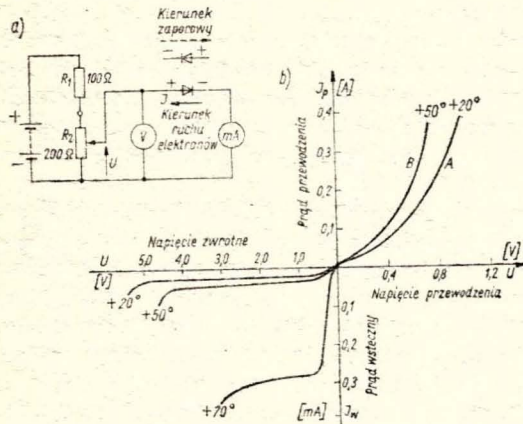 a)
Kierunek
zaporowy
R₁
100Ω
R₂
200Ω
+
−
U
− +
+ −
J
Kierunek
ruchu
elektronów
V
mA
b)
Jₚ [A]
+50° +20°
0,4
0,3
0,2
0,1
B
A
Prąd przewodzenia
Napięcie zwrotne
U 5,0 4,0 3,0 2,0 1,0
[V]
0,4 0,8 1,2
[V]
U
Napięcie przewodzenia
+20°
+50°
+70°
0,1
0,2
0,3
Prąd wsteczny
[mA] J_w